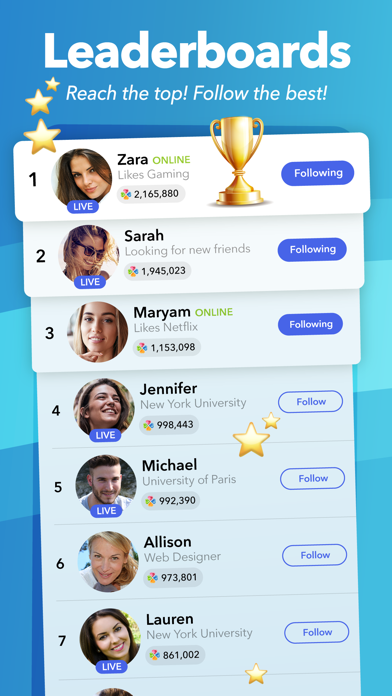 Leaderboards
Reach the top! Follow the best!
1
Zara ONLINE
Likes Gaming
2,165,880
LIVE
Following
2
Sarah
Looking for new friends
1,945,023
LIVE
Following
3
Maryam ONLINE
Likes Netflix
1,153,098
Following
4
Jennifer
New York University
998,443
LIVE
Follow
5
Michael
University of Paris
992,390
LIVE
Follow
6
Allison
Web Designer
973,801
Follow
7
Lauren
New York University
861,002
LIVE
Follow